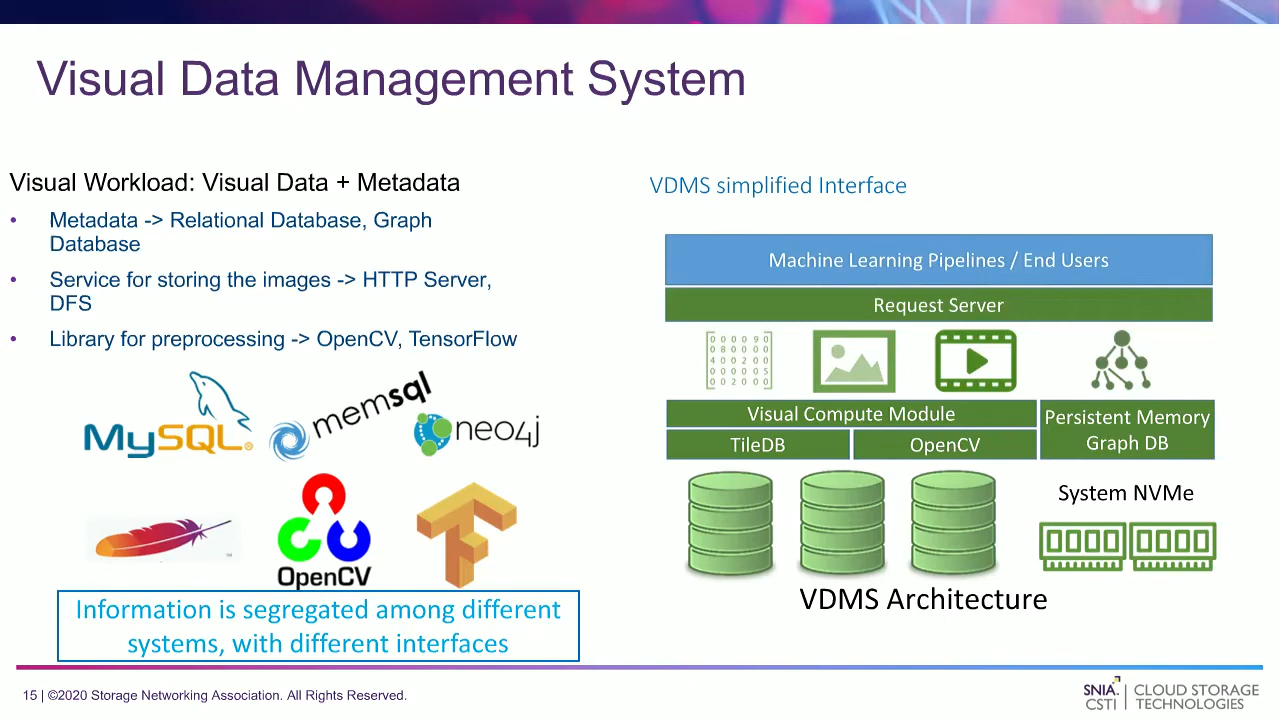 Visual Data Management System
Visual Workload: Visual Data + Metadata
• Metadata -> Relational Database, Graph
Database
• Service for storing the images -> HTTP Server,
DFS
• Library for preprocessing -> OpenCV, TensorFlow
MySQL®
memsql
neo4j
OpenCV
Information is segregated among different
systems, with different interfaces
VDMS simplified Interface
Machine Learning Pipelines / End Users
Request Server
Visual Compute Module
TileDB
OpenCV
Persistent Memory
Graph DB
System NVMe
VDMS Architecture
15 | ©2020 Storage Networking Association. All Rights Reserved.
SNIA
CSTI
CLOUD STORAGE
TECHNOLOGIES